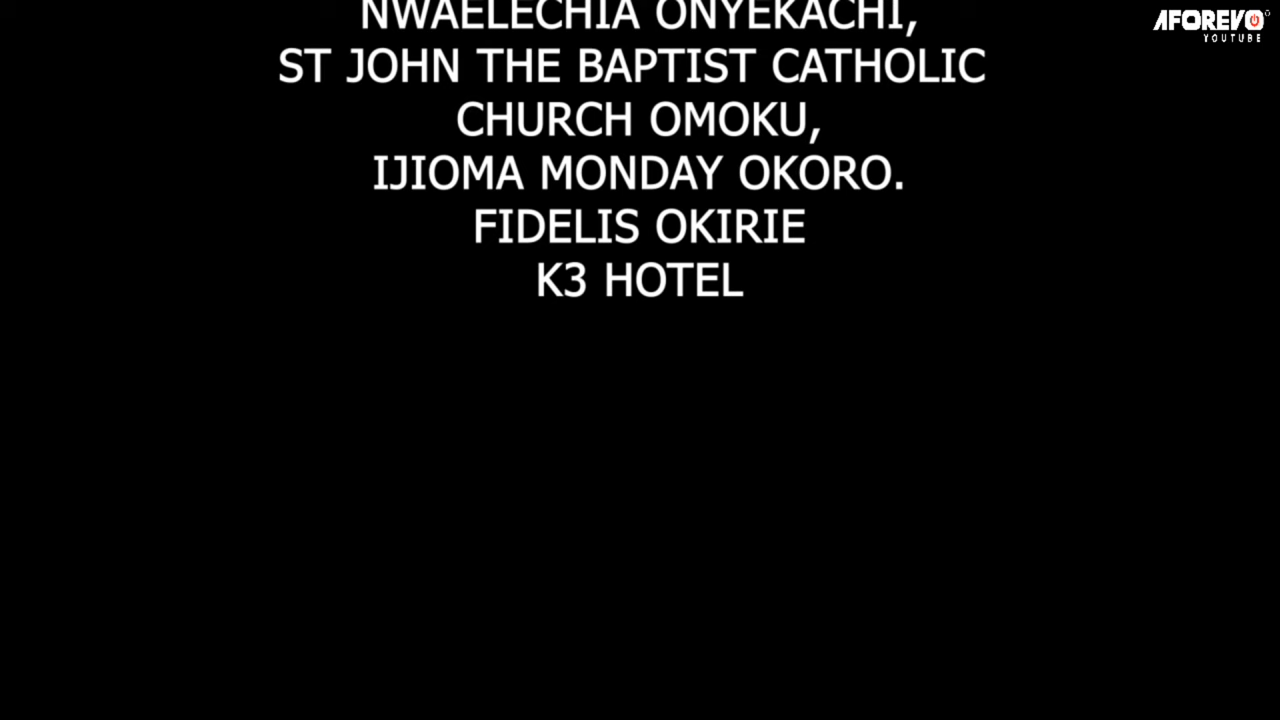 NWAELECHIA ONYEKACHI,
ST JOHN THE BAPTIST CATHOLIC
CHURCH OMOKU,
IJIOMA MONDAY OKORO.
FIDELIS OKIRIE
K3 HOTEL
AFOREVO
YOUTUBE